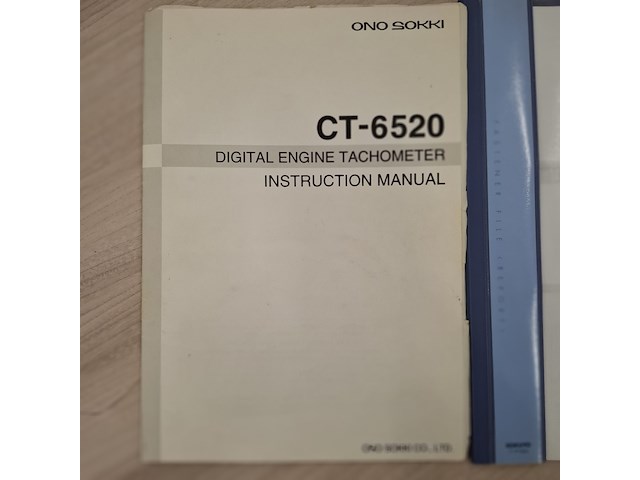 ONO SOKKI
CT-6520
DIGITAL ENGINE TACHOMETER
INSTRUCTION MANUAL
ONO SOKKI CO., LTD.